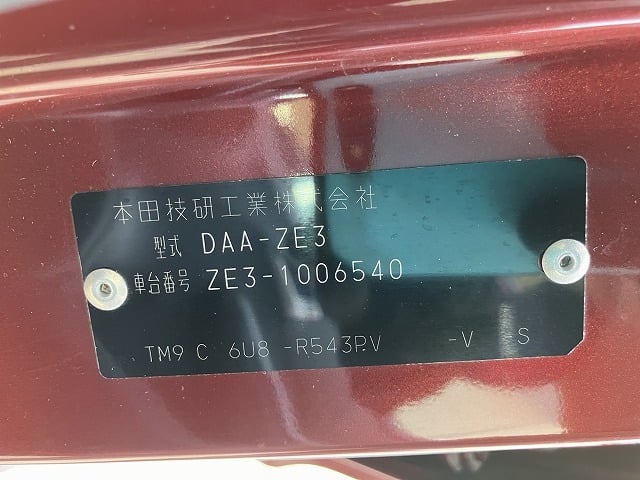 本田技研工業株式会社
型式 DAA-ZE3
車台番号 ZE3-1006540
TM9 C 6U8 -R543PV -V S